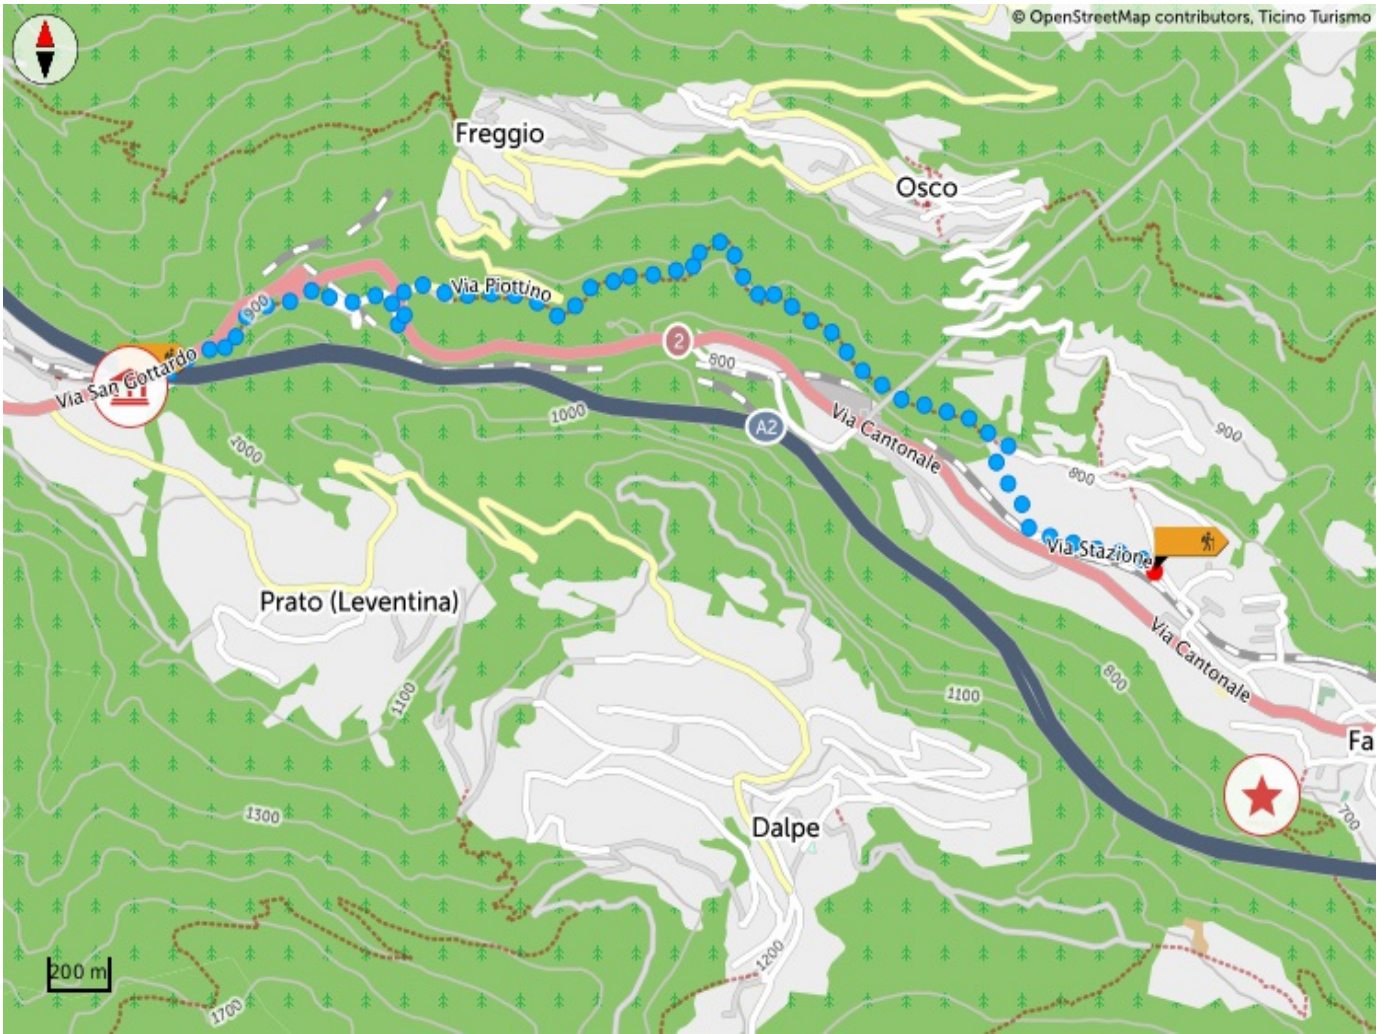 © OpenStreetMap contributors, Ticino Turismo
Freggio
Osco
Via Piottino
900
2
800
Via San Gottardo
Via Cantonale
1000
A2
900
1000
800
Via Stazione
Prato (Leventina)
Via Cantonale
800
1100
1100
Fa
1300
Dalpe
700
1200
200 m
1700